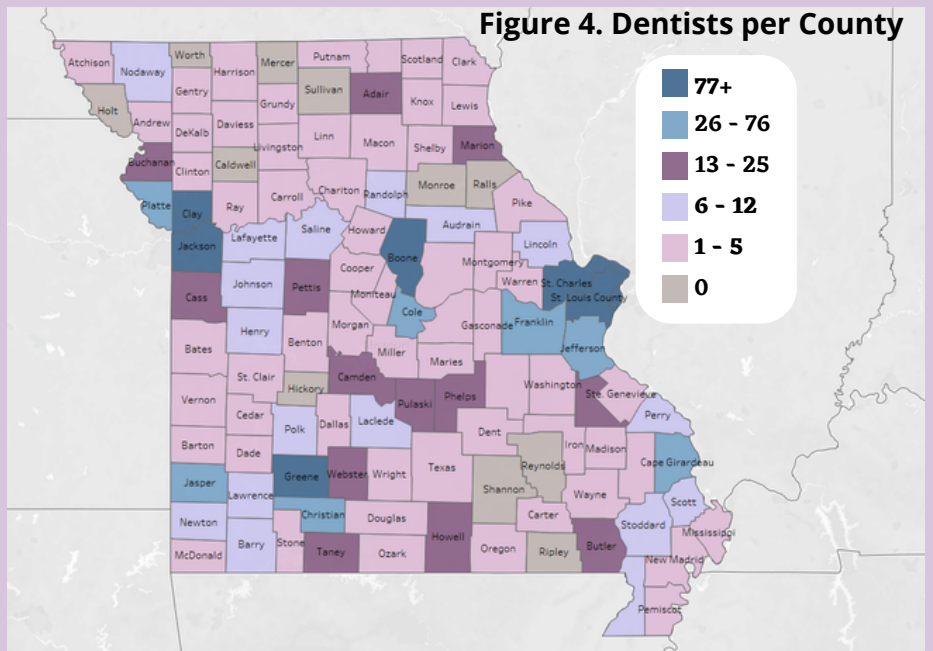 Figure 4. Dentists per County
77+
26 - 76
13 - 25
6 - 12
1 - 5
0
Atchison
Nodaway
Worth
Harrison
Mercer
Putnam
Scotland
Clark
Holt
Gentry
Sullivan
Adair
Knox
Lewis
Andrew
DeKalb
Daviess
Grundy
Livingston
Linn
Macon
Shelby
Marion
Buchanan
Clinton
Caldwell
Chariton
Randolph
Monroe
Ralls
Platte
Clay
Ray
Carroll
Pike
Jackson
Lafayette
Saline
Howard
Boone
Audrain
Lincoln
Montgomery
Warren
St. Charles
St. Louis County
Cass
Johnson
Pettis
Cooper
Moniteau
Cole
Gasconade
Franklin
Jefferson
Bates
Henry
Benton
Morgan
Miller
Maries
Vernon
St. Clair
Hickory
Camden
Pulaski
Phelps
Washington
Ste. Genevieve
Perry
Barton
Cedar
Polk
Dallas
Laclede
Dent
Iron
Madison
Cape Girardeau
Dade
Jasper
Greene
Webster
Wright
Texas
Shannon
Reynolds
Wayne
Scott
Lawrence
Newton
Christian
Douglas
Carter
Stoddard
Mississippi
McDonald
Barry
Stone
Taney
Ozark
Howell
Oregon
Ripley
Butler
New Madrid
Pemiscot